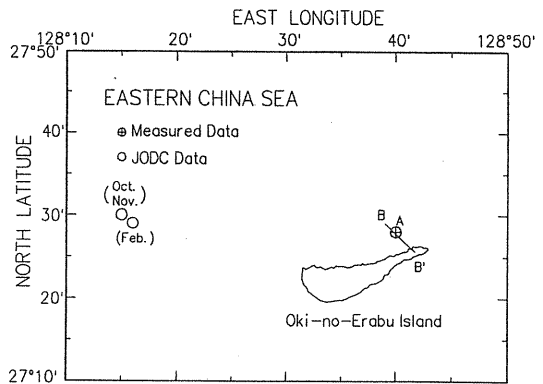 EAST LONGITUDE
128°10' 20' 30' 40' 128°50'
27°50'
EASTERN CHINA SEA
40'
⊕ Measured Data
○ JODC Data
(Oct.
Nov.)
30'
(Feb.)
B A
B'
20'
Oki-no-Erabu Island
27°10'
NORTH LATITUDE